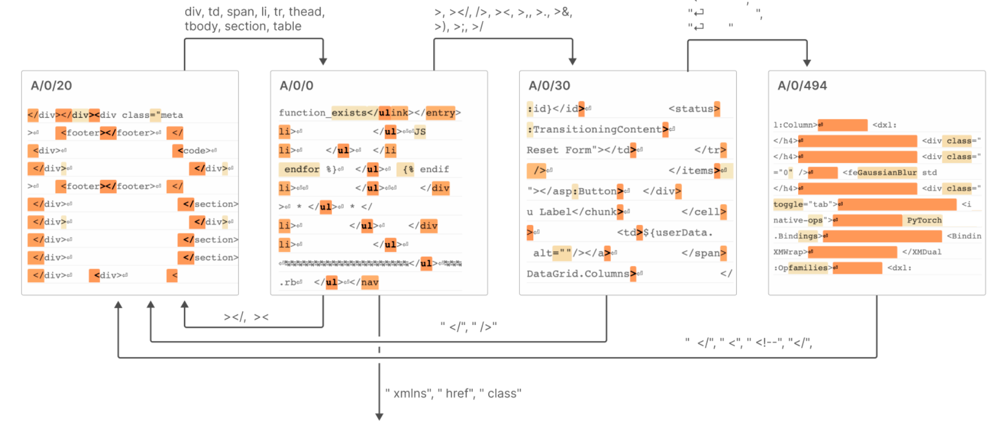 div, td, span, li, tr, thead,
tbody, section, table
>, ></, />, ><, >,, >., >&,
>), >;, >/
",
"⏎ ",
"⏎ "
A/0/20
</div></div><div class="meta
>⏎ <footer></footer>⏎ </
<div>⏎ <code>⏎
</div>⏎ </div>⏎
>⏎ <footer></footer>⏎ </
</div>⏎ </section>
</div>⏎ </div>⏎
</div>⏎ </section>
</div>⏎ </section>
</div>⏎ <div>⏎ <
A/0/0
function_exists</ulink></entry>
li>⏎ </ul>⏎⏎JS
li>⏎ </ul>⏎ </li
endfor %}⏎ </ul>⏎ {% endif
li>⏎⏎ </ul>⏎⏎ </div
>⏎ * </ul>⏎ * </
li>⏎ </ul>⏎ </div
li>⏎ </ul>⏎
</ul>⏎
.rb⏎ </ul>⏎</nav
A/0/30
:id}</id>⏎ <status>
:TransitioningContent>⏎
Reset Form"></td>⏎ </tr>
/>⏎ </items>⏎
"></asp:Button>⏎ </div>
u Label</chunk>⏎ </cell>
>⏎ <td>${userData.
alt=""/></a>⏎ </span>
DataGrid.Columns>⏎ </
A/0/494
l:Column>⏎ <dxl:
</h4>⏎ <div class="
</h4>⏎ <div class="
="0" />⏎ <feGaussianBlur std
</h4>⏎ <div class="
toggle="tab">⏎ <i
native-ops">⏎ PyTorch
.Bindings>⏎ <Bindin
XMWrap>⏎ </XMDual
:Opfamilies>⏎ <dxl:
></, ><
" </", " />"
" </", " <", " <!--", "</",
" xmlns", " href", " class"